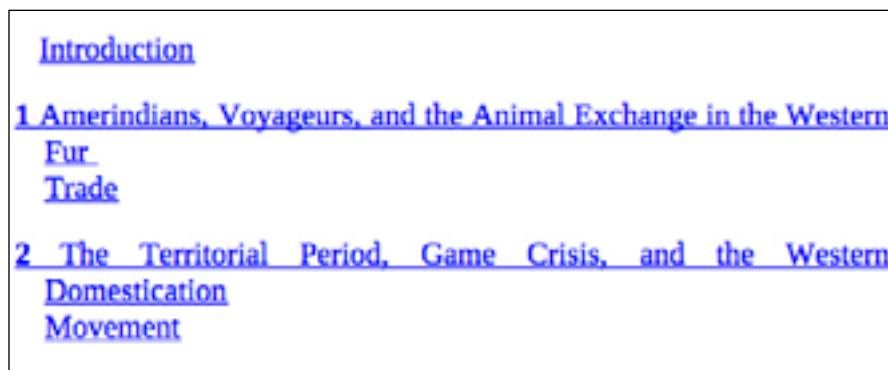 Introduction
1 Amerindians, Voyageurs, and the Animal Exchange in the Western
Fur
Trade
2 The Territorial Period, Game Crisis, and the Western
Domestication
Movement